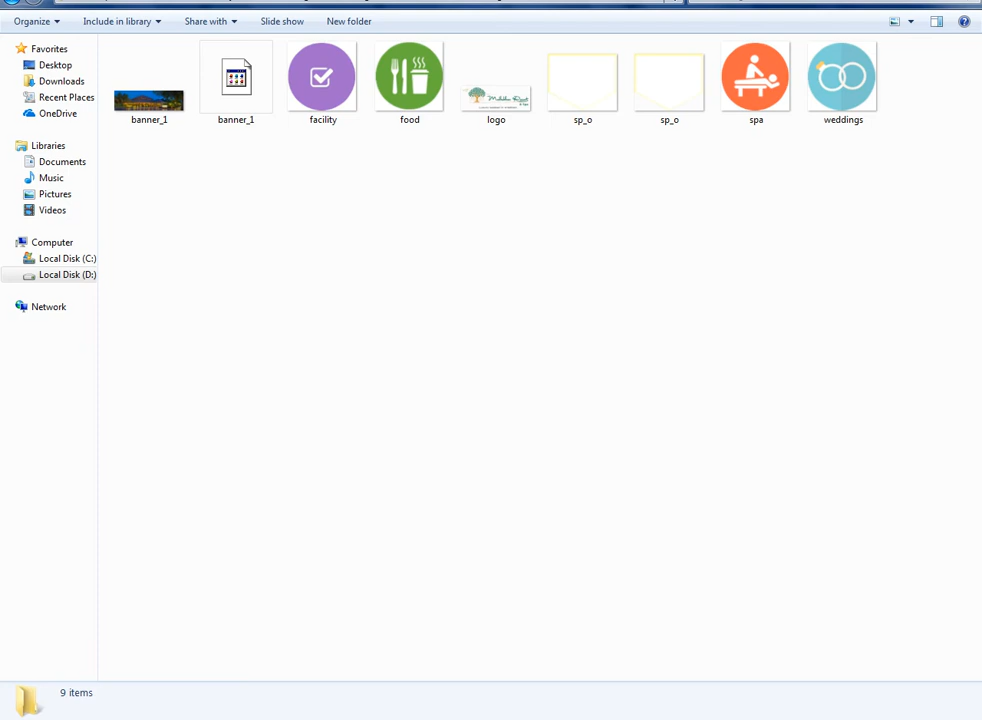 Organize Include in library Share with Slide show New folder
Favorites
Desktop
Downloads
Recent Places
OneDrive
Libraries
Documents
Music
Pictures
Videos
Computer
Local Disk (C:)
Local Disk (D:)
Network
banner_1 banner_1 facility food logo sp_o sp_o spa weddings
9 items